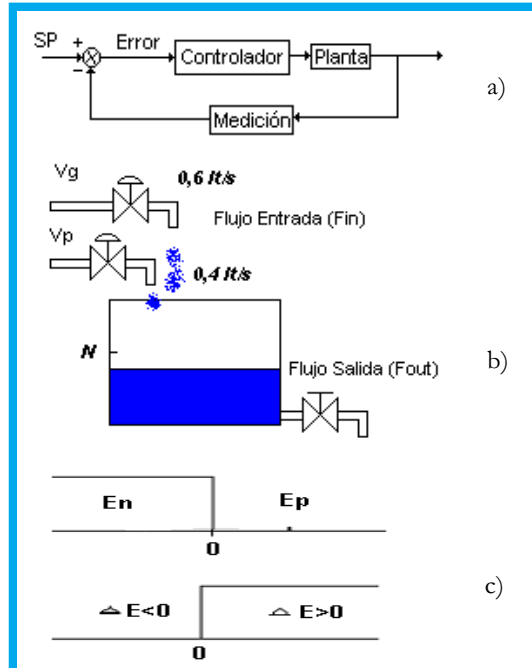 SP + Error Controlador Planta
−
Medición
a)
Vg 0,6 lt/s
Flujo Entrada (Fin)
Vp
0,4 lt/s
N
Flujo Salida (Fout)
b)
En Ep
0
E<0 E>0
0
c)